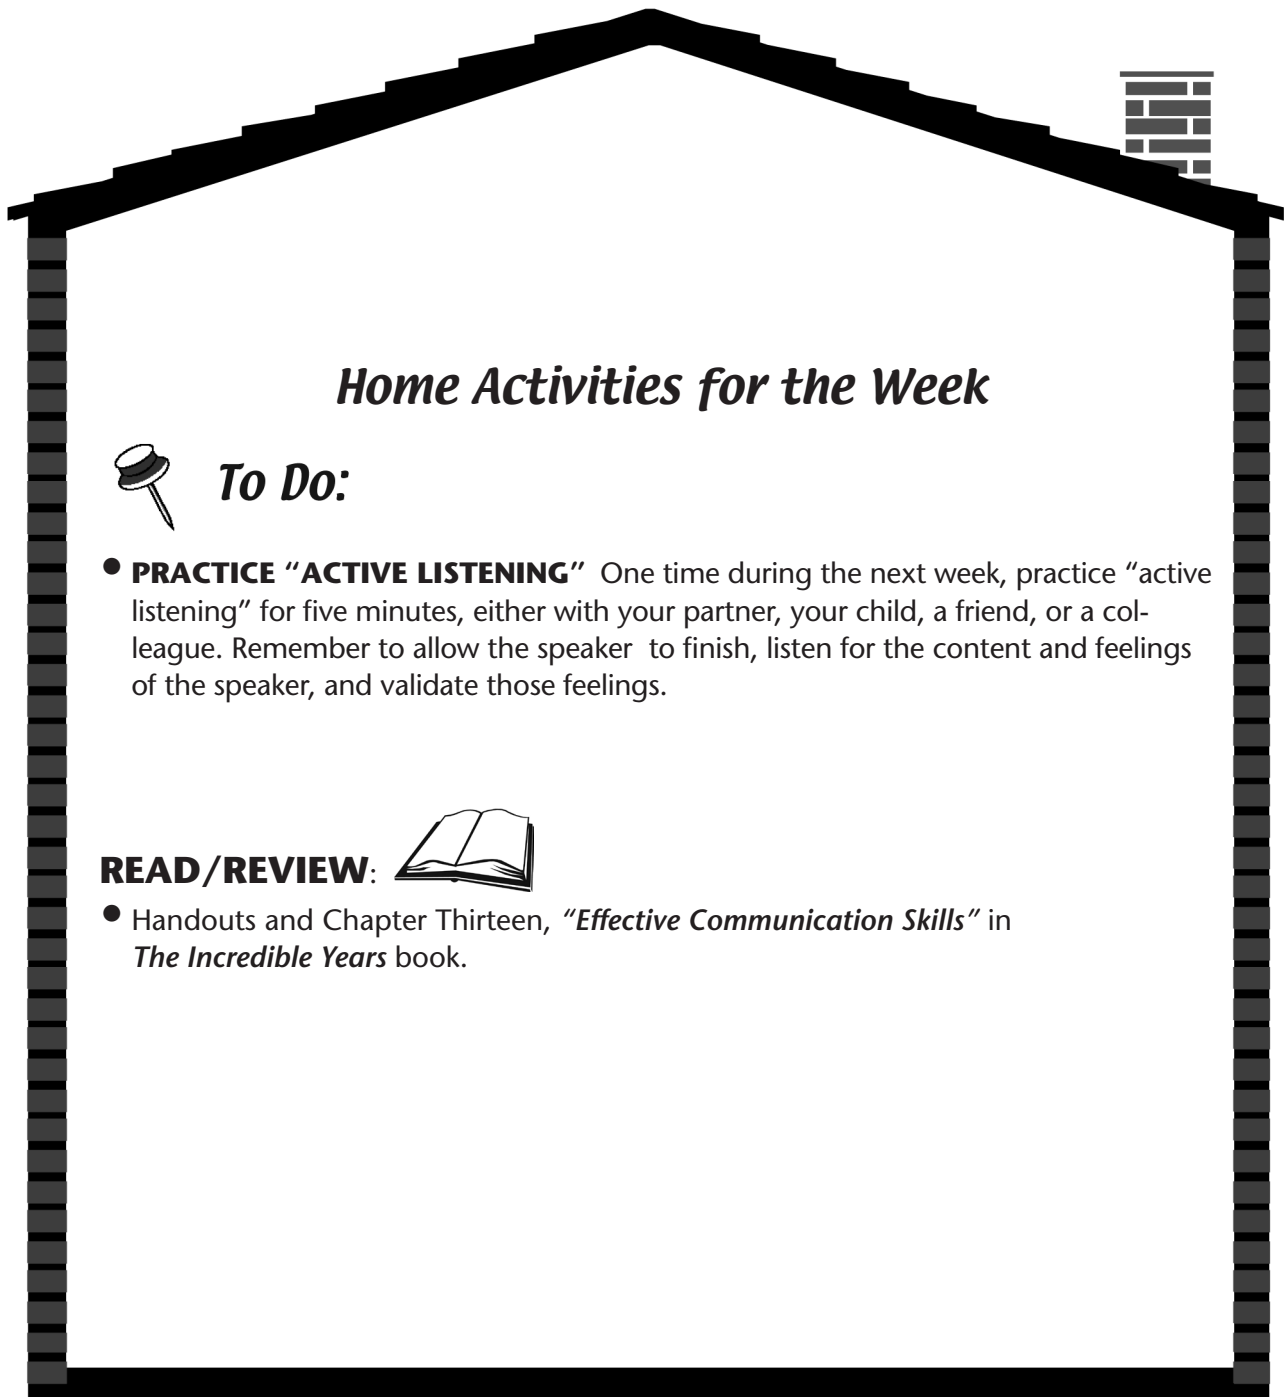 Home Activities for the Week
To Do:
• PRACTICE “ACTIVE LISTENING” One time during the next week, practice “active
listening” for five minutes, either with your partner, your child, a friend, or a col-
league. Remember to allow the speaker to finish, listen for the content and feelings
of the speaker, and validate those feelings.
READ/REVIEW:
• Handouts and Chapter Thirteen, “Effective Communication Skills” in
The Incredible Years book.